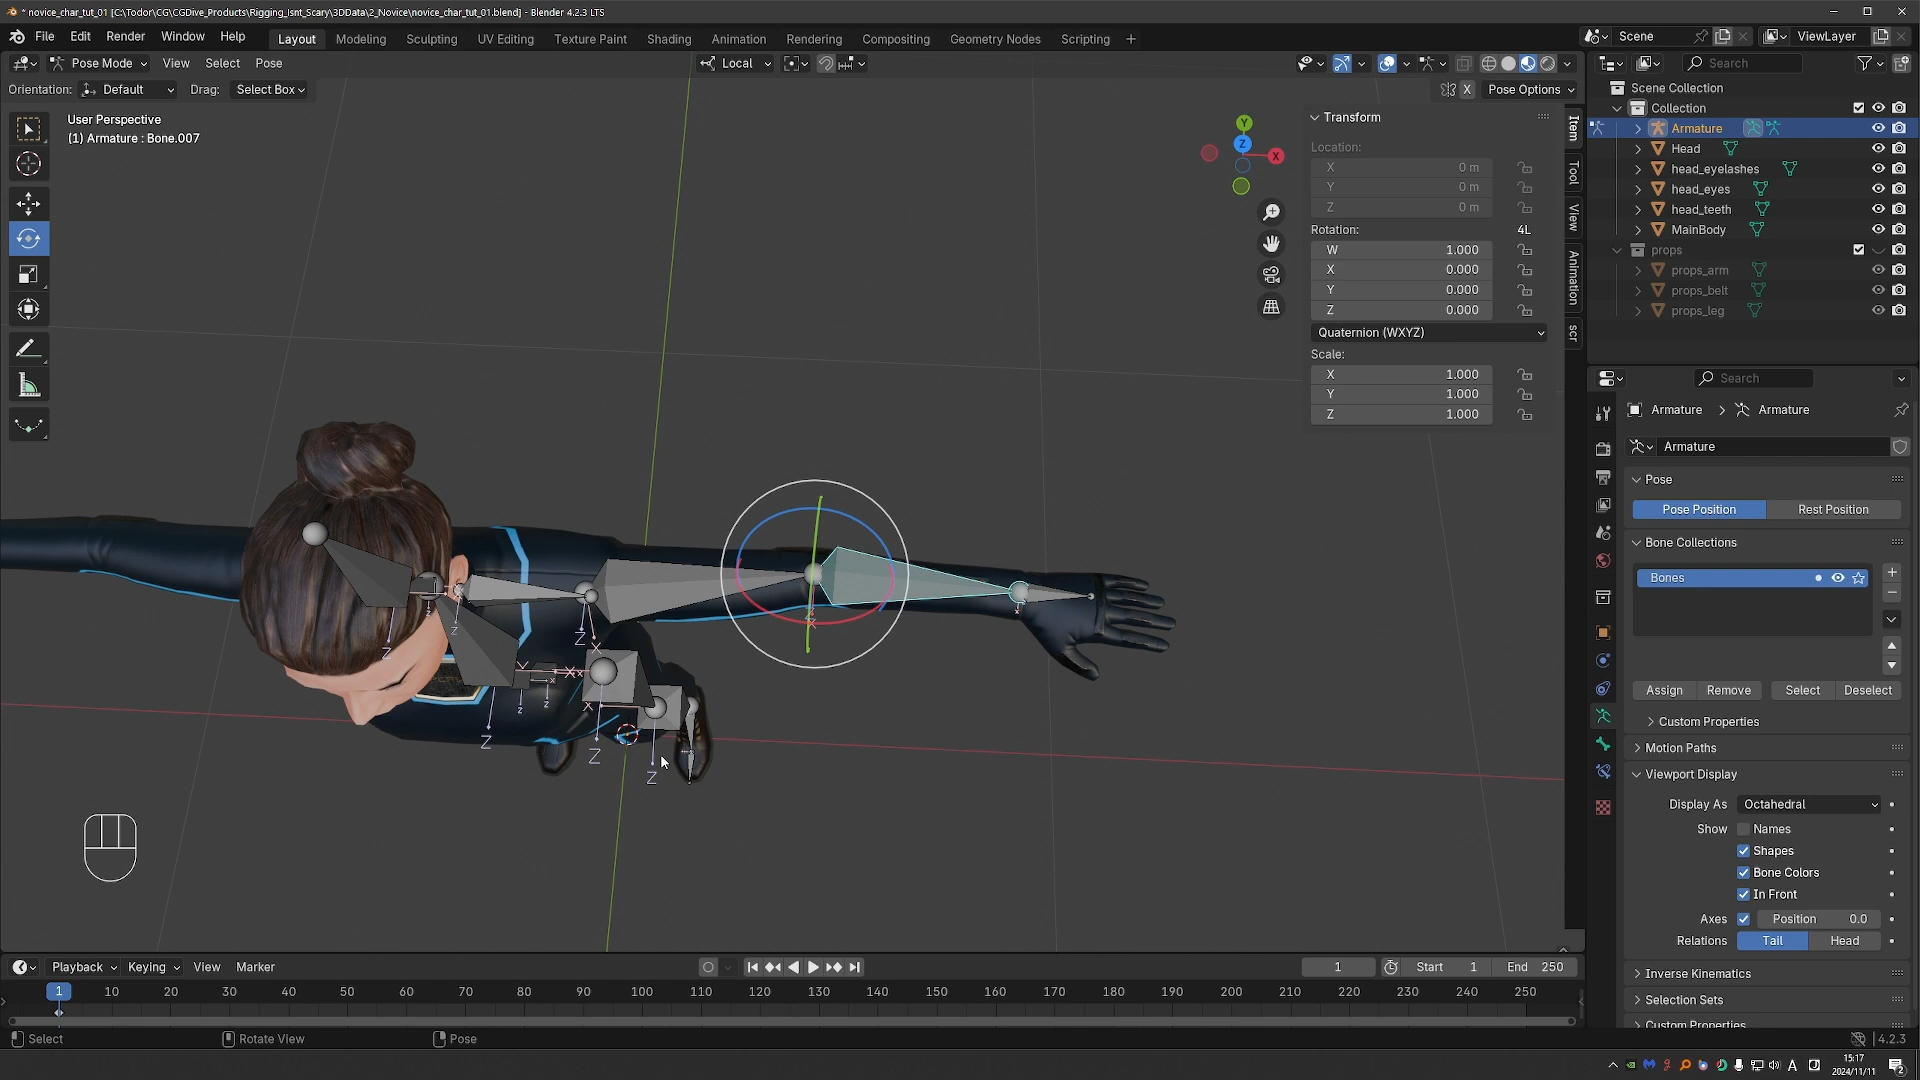 * novice_char_tut_01 [C:\Todor\CG\CGDive_Products\Rigging_Isnt_Scary\3DData\2_Novice\novice_char_tut_01.blend] - Blender 4.2.3 LTS
File Edit Render Window Help Layout Modeling Sculpting UV Editing Texture Paint Shading Animation Rendering Compositing Geometry Nodes Scripting + Scene ViewLayer
Pose Mode View Select Pose Local Search
Orientation: Default Drag: Select Box X Pose Options
User Perspective
(1) Armature : Bone.007
Transform
Location:
X 0 m
Y 0 m
Z 0 m
Rotation: 4L
W 1.000
X 0.000
Y 0.000
Z 0.000
Quaternion (WXYZ)
Scale:
X 1.000
Y 1.000
Z 1.000
Item
Tool
View
Animation
scr
Y
Z
X
Z
Z
Z
X
Z
Z
Z
X
Scene Collection
Collection
Armature
Head
head_eyelashes
head_eyes
head_teeth
MainBody
props
props_arm
props_belt
props_leg
Search
Armature > Armature
Armature
Pose
Pose Position Rest Position
Bone Collections
Bones
Assign Remove Select Deselect
Custom Properties
Motion Paths
Viewport Display
Display As Octahedral
Show Names
Shapes
Bone Colors
In Front
Axes Position 0.0
Relations Tail Head
Inverse Kinematics
Selection Sets
Custom Properties
Playback Keying View Marker 1 Start 1 End 250
1 10 20 30 40 50 60 70 80 90 100 110 120 130 140 150 160 170 180 190 200 210 220 230 240 250
Select Rotate View Pose 4.2.3
A 15:17
2024/11/11 2